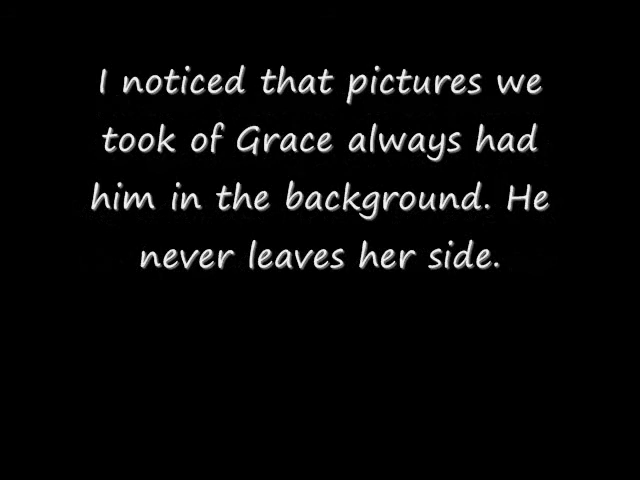 I noticed that pictures we
took of Grace always had
him in the background. He
never leaves her side.